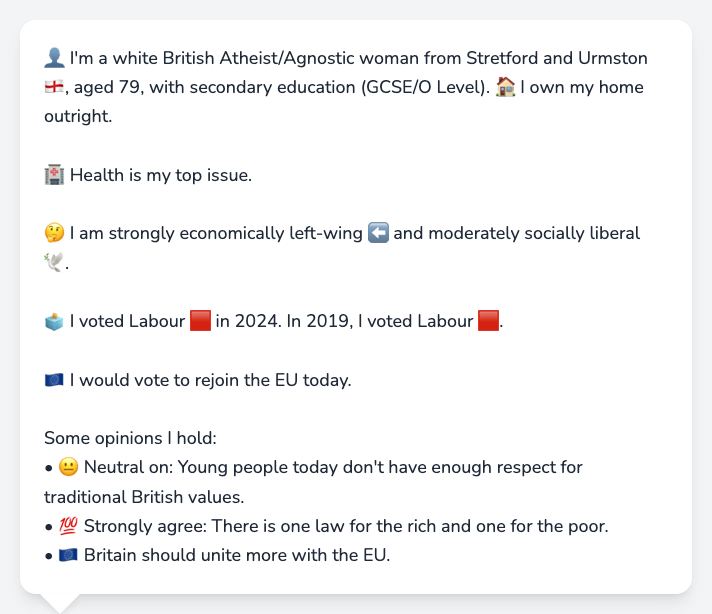 👤 I'm a white British Atheist/Agnostic woman from Stretford and Urmston
🏴󠁧󠁢󠁥󠁮󠁧󠁿, aged 79, with secondary education (GCSE/O Level). 🏠 I own my home
outright.
🏥 Health is my top issue.
🤔 I am strongly economically left-wing ⬅️ and moderately socially liberal
🕊️.
🗳️ I voted Labour 🟥 in 2024. In 2019, I voted Labour 🟥.
🇪🇺 I would vote to rejoin the EU today.
Some opinions I hold:
• 😐 Neutral on: Young people today don't have enough respect for
traditional British values.
• 💯 Strongly agree: There is one law for the rich and one for the poor.
• 🇪🇺 Britain should unite more with the EU.